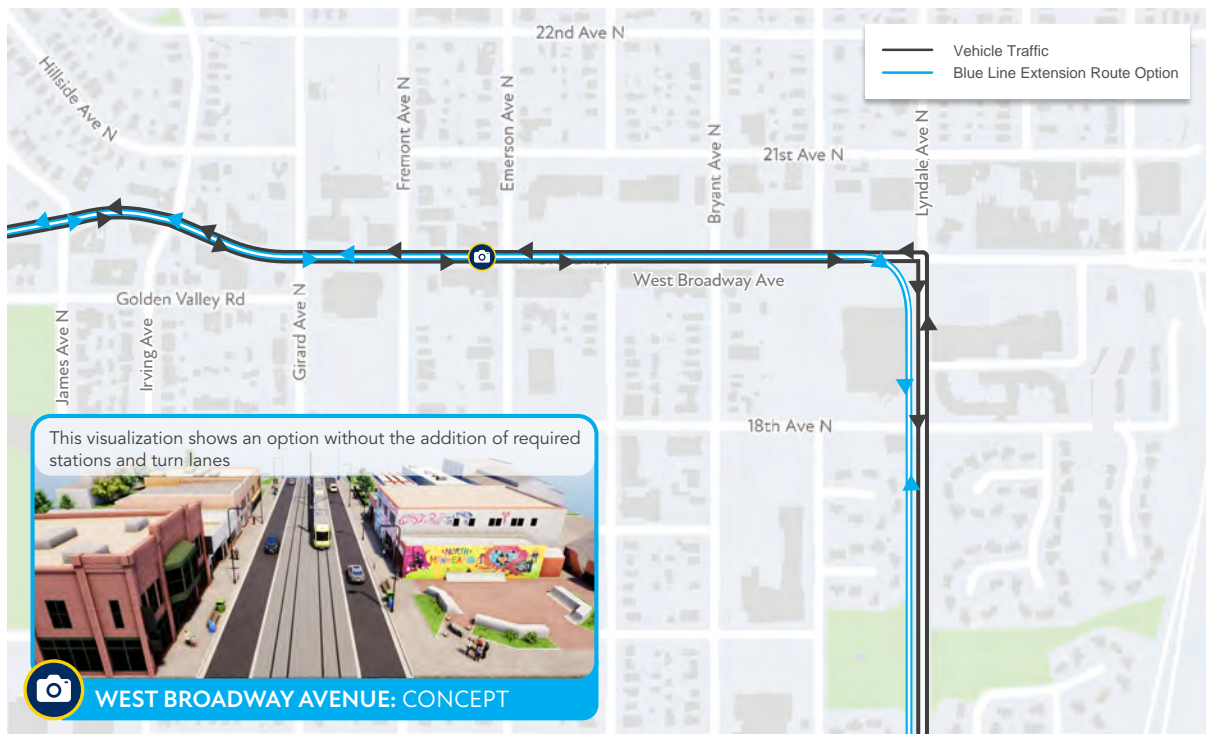 22nd Ave N
Vehicle Traffic
Blue Line Extension Route Option
Hillside Ave N
Fremont Ave N
Emerson Ave N
Bryant Ave N
21st Ave N
Lyndale Ave N
West Broadway Ave
Golden Valley Rd
James Ave N
Irving Ave
Girard Ave N
18th Ave N
This visualization shows an option without the addition of required
stations and turn lanes
NORTH
WEST BROADWAY AVENUE: CONCEPT